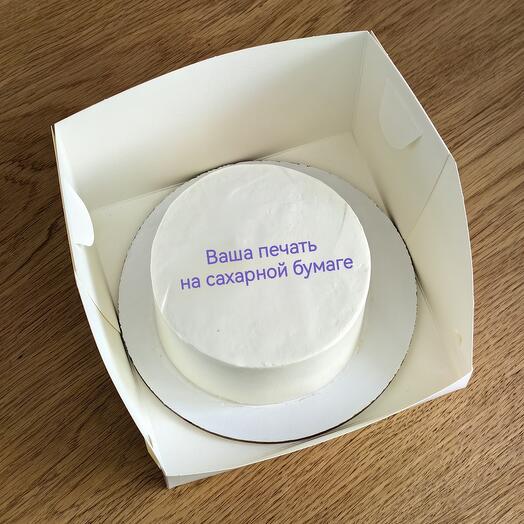 Ваша печать
на сахарной бумаге